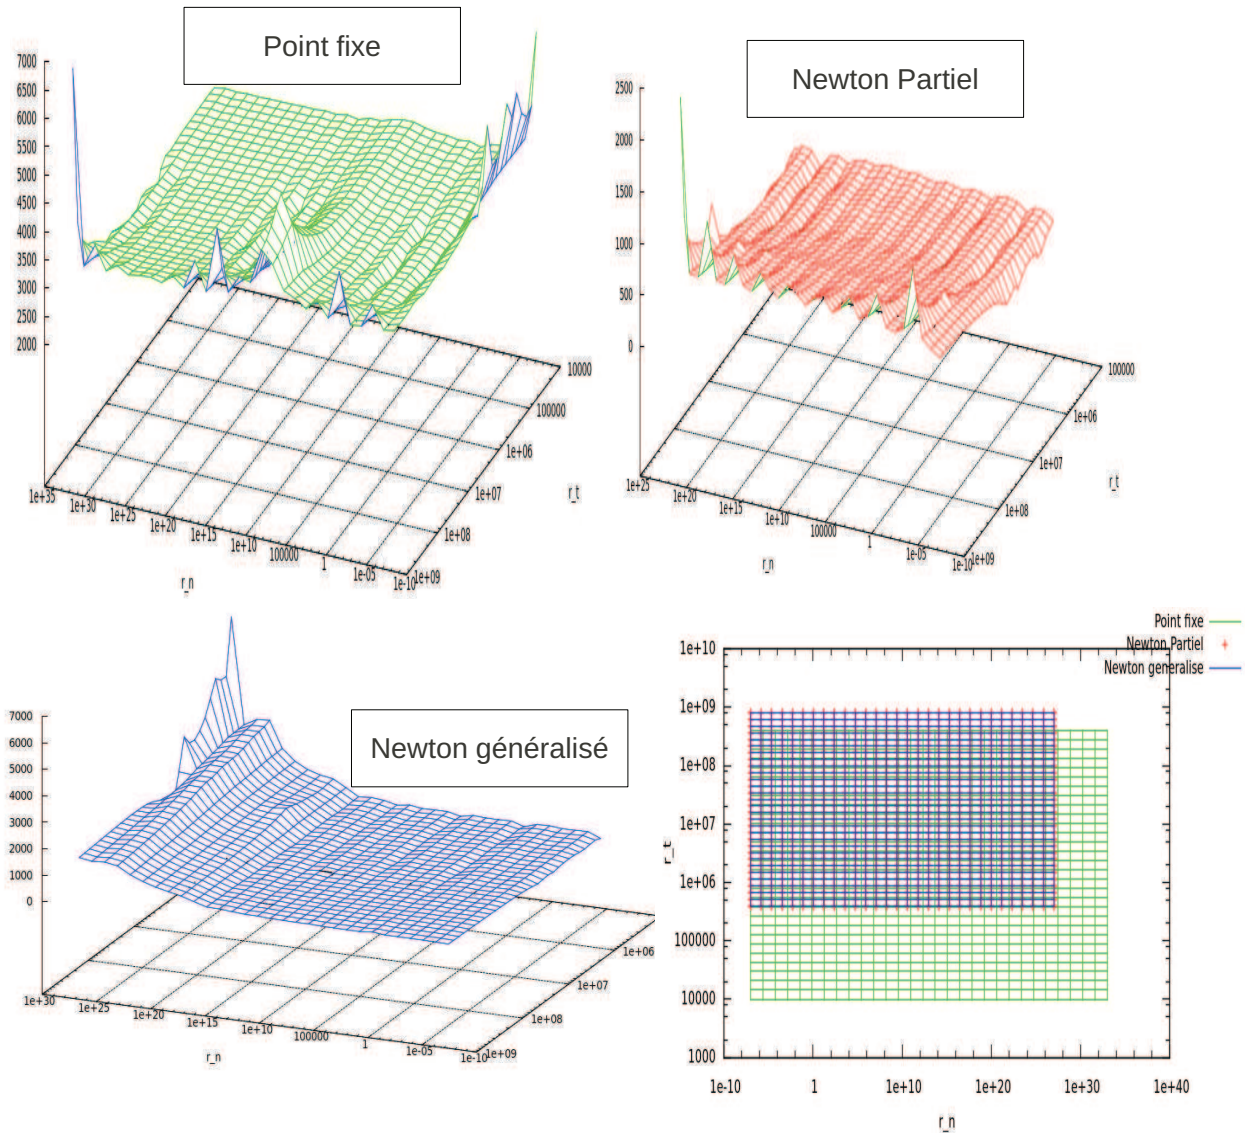 Point fixe
7000
6500
6000
5500
5000
4500
4000
3500
3000
2500
2000
1e+35
1e+30
1e+25
1e+20
1e+15
1e+10
100000
1
1e-05
1e-10
r_n
10000
100000
1e+06
1e+07
1e+08
1e+09
r_t
Newton Partiel
2500
2000
1500
1000
500
0
1e+25
1e+20
1e+15
1e+10
100000
1
1e-05
1e-10
r_n
100000
1e+06
1e+07
1e+08
1e+09
r_t
Newton généralisé
7000
6000
5000
4000
3000
2000
1000
0
1e+30
1e+25
1e+20
1e+15
1e+10
100000
1
1e-05
1e-10
r_n
1e+06
1e+07
1e+08
1e+09
Point fixe
Newton Partiel
Newton generalise
1e+10
1e+09
1e+08
1e+07
1e+06
100000
10000
1000
r_t
1e-10 1 1e+10 1e+20 1e+30 1e+40
r_n